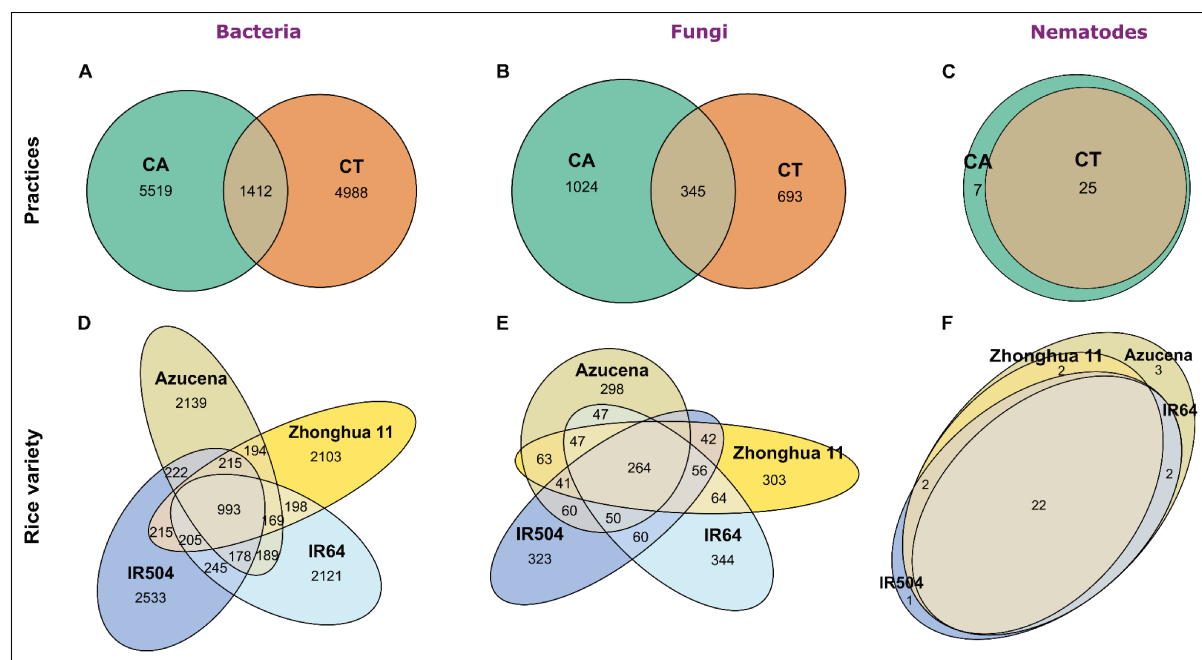 Bacteria
Fungi
Nematodes
Practices
A
CA
5519
1412
CT
4988
B
CA
1024
345
CT
693
C
CA
7
CT
25
Rice variety
D
Azucena
2139
Zhonghua 11
2103
194
215
222
993
198
169
215
205
178
189
245
IR504
2533
IR64
2121
E
Azucena
298
47
47
42
Zhonghua 11
303
63
264
56
41
64
60
50
60
IR504
323
IR64
344
F
Zhonghua 11
2
Azucena
3
IR64
2
2
22
IR504
1